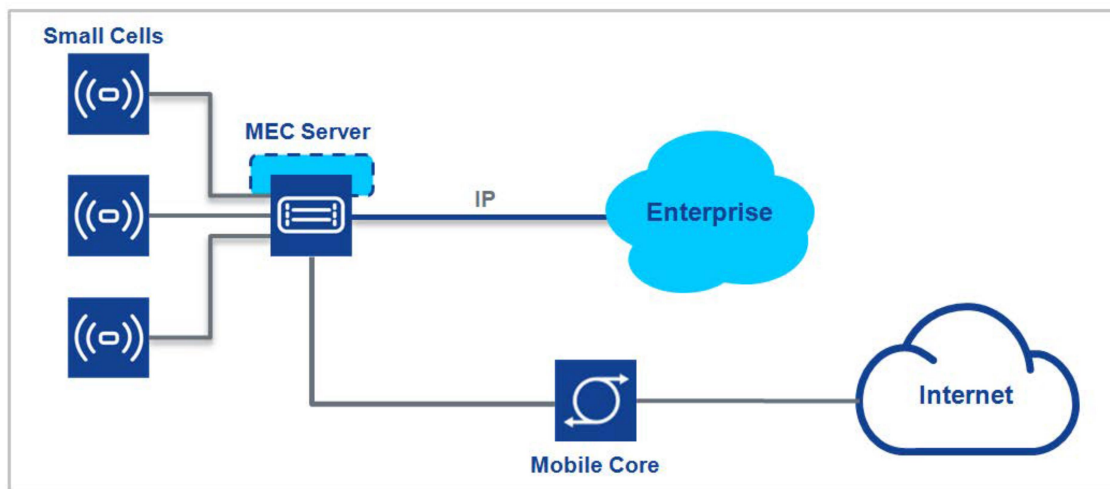 Small Cells
MEC Server
IP
Enterprise
Internet
Mobile Core